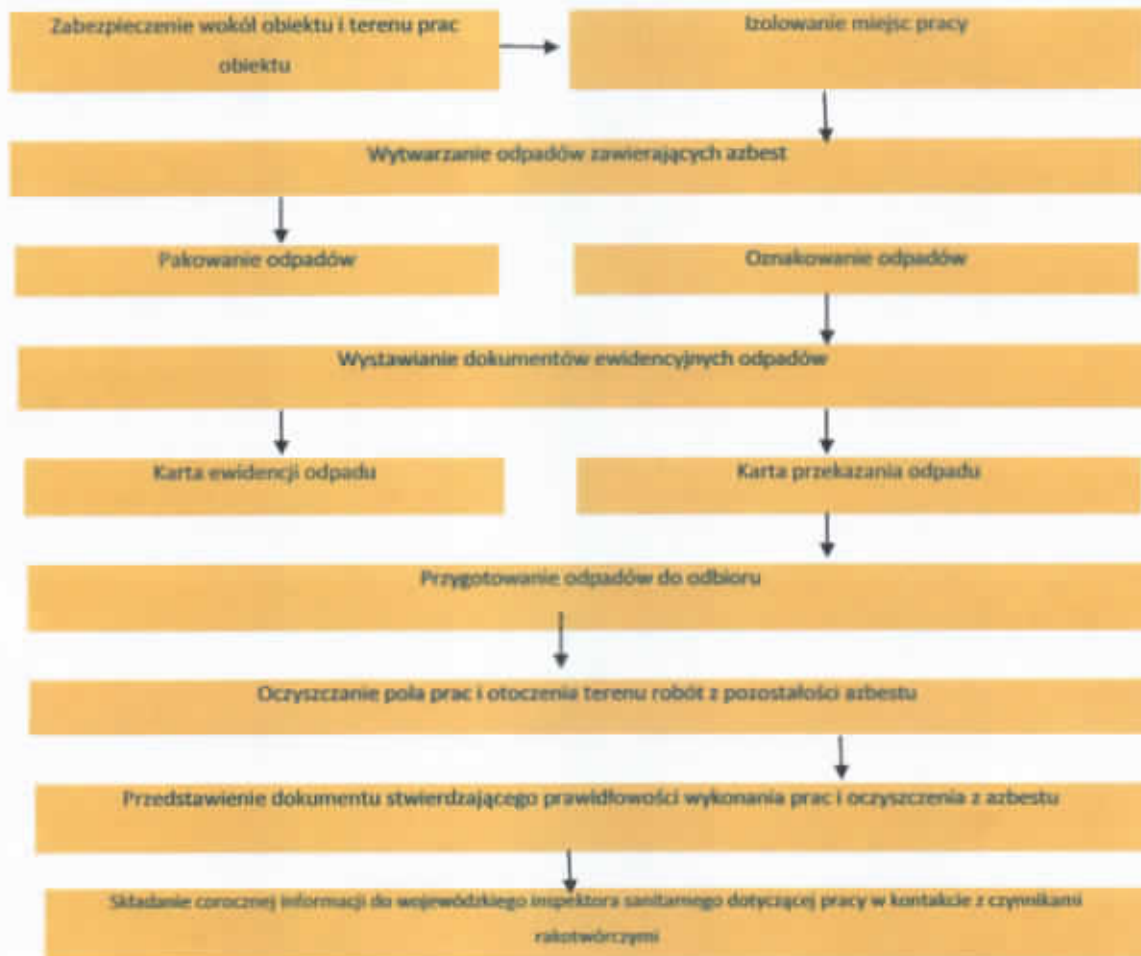 Zabezpieczenie wokół obiektu i terenu prac
obiektu
Izolowanie miejsc pracy
Wytwarzanie odpadów zawierających azbest
Pakowanie odpadów
Oznakowanie odpadów
Wystawianie dokumentów ewidencyjnych odpadów
Karta ewidencji odpadu
Karta przekazania odpadu
Przygotowanie odpadów do odbioru
Oczyszczanie pola prac i otoczenia terenu robót z pozostałości azbestu
Przedstawienie dokumentu stwierdzającego prawidłowości wykonania prac i oczyszczenia z azbestu
Składanie corocznej informacji do wojewódzkiego inspektora sanitarnego dotyczącej pracy w kontakcie z czynnikami
rakotwórczymi